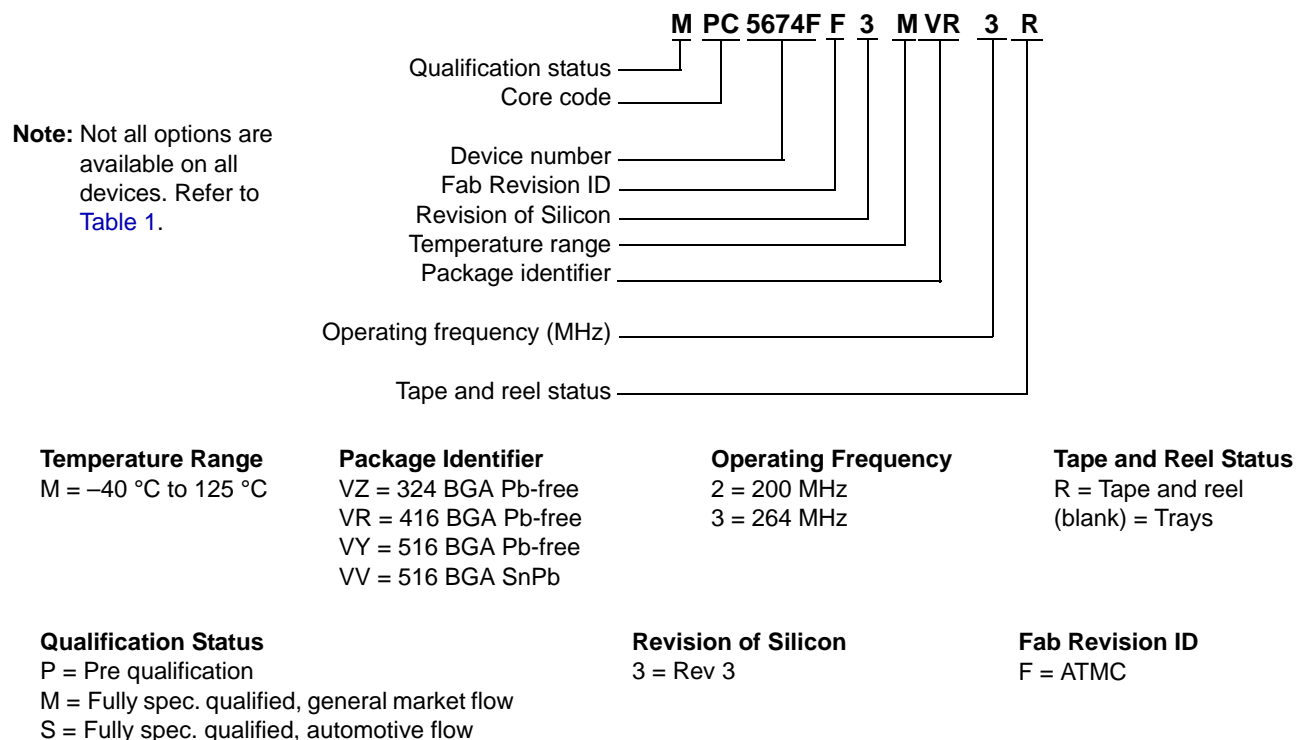 M PC 5674F F 3 M VR 3 R
Qualification status
Core code
Note: Not all options are
available on all
devices. Refer to
Table 1.
Device number
Fab Revision ID
Revision of Silicon
Temperature range
Package identifier
Operating frequency (MHz)
Tape and reel status
Temperature Range
M = –40 °C to 125 °C
Package Identifier
VZ = 324 BGA Pb-free
VR = 416 BGA Pb-free
VY = 516 BGA Pb-free
VV = 516 BGA SnPb
Operating Frequency
2 = 200 MHz
3 = 264 MHz
Tape and Reel Status
R = Tape and reel
(blank) = Trays
Qualification Status
P = Pre qualification
M = Fully spec. qualified, general market flow
S = Fully spec. qualified, automotive flow
Revision of Silicon
3 = Rev 3
Fab Revision ID
F = ATMC